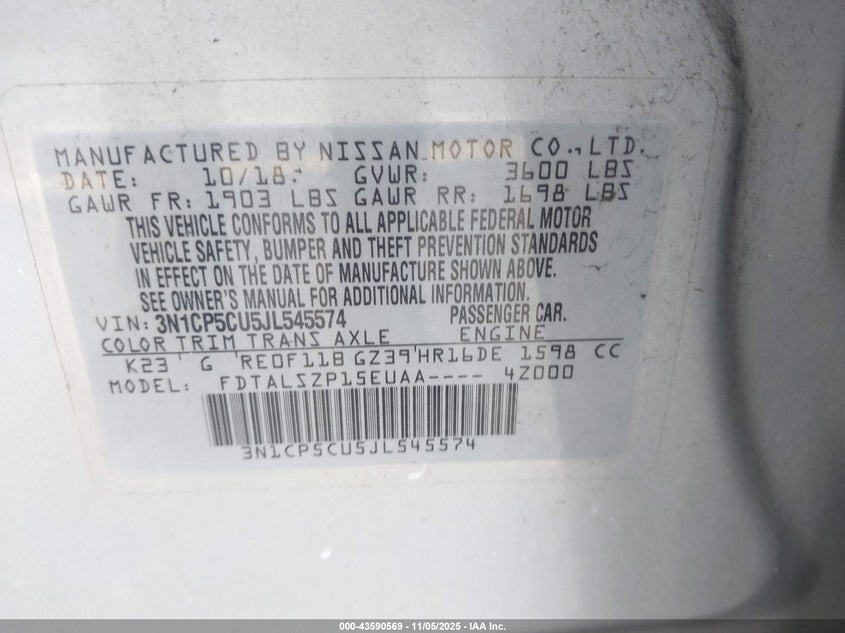 MANUFACTURED BY NISSAN MOTOR CO., LTD.
DATE: 10/18 GVWR: 3600 LBS
GAWR FR: 1903 LBS GAWR RR: 1698 LBS
THIS VEHICLE CONFORMS TO ALL APPLICABLE FEDERAL MOTOR
VEHICLE SAFETY, BUMPER AND THEFT PREVENTION STANDARDS
IN EFFECT ON THE DATE OF MANUFACTURE SHOWN ABOVE.
SEE OWNER'S MANUAL FOR ADDITIONAL INFORMATION.
VIN: 3N1CP5CU5JL545574 PASSENGER CAR.
COLOR TRIM TRANS AXLE ENGINE
K23 G RE0F11B GZ39 HR16DE 1598 CC
MODEL: FDTALSZP15EUAA---- 4Z000
3N1CP5CU5JL545574
000-43590569 - 11/05/2025 - IAA Inc.